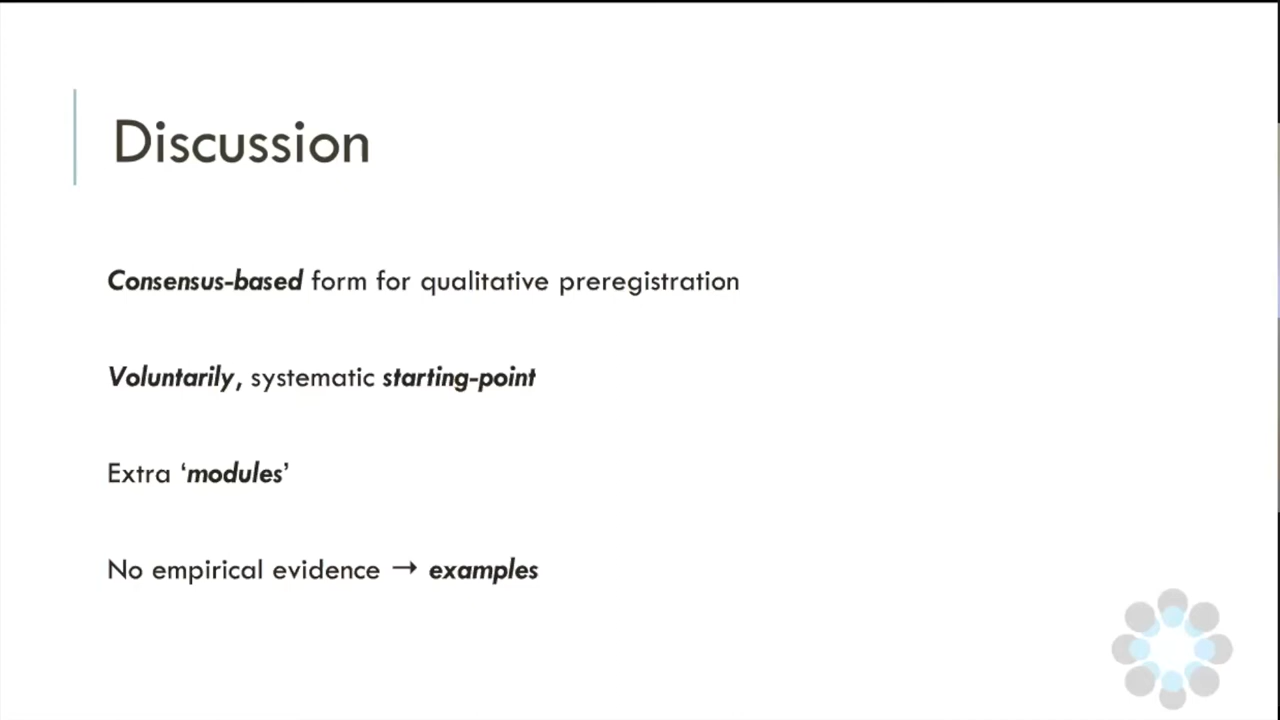 Discussion
Consensus-based form for qualitative preregistration
Voluntarily, systematic starting-point
Extra ‘modules’
No empirical evidence → examples